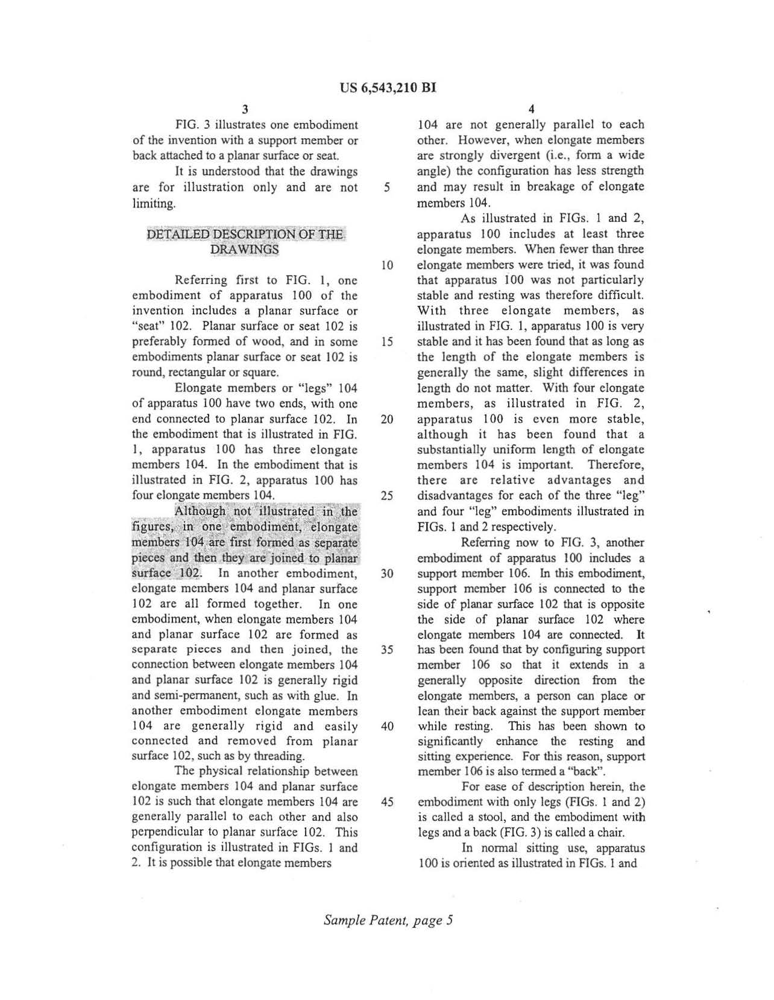 US 6,543,210 BI
3
FIG. 3 illustrates one embodiment
of the invention with a support member or
back attached to a planar surface or seat.
It is understood that the drawings
are for illustration only and are not
limiting.
DETAILED DESCRIPTION OF THE
DRAWINGS
Referring first to FIG. 1, one
embodiment of apparatus 100 of the
invention includes a planar surface or
“seat” 102. Planar surface or seat 102 is
preferably formed of wood, and in some
embodiments planar surface or seat 102 is
round, rectangular or square.
Elongate members or “legs” 104
of apparatus 100 have two ends, with one
end connected to planar surface 102. In
the embodiment that is illustrated in FIG.
1, apparatus 100 has three elongate
members 104. In the embodiment that is
illustrated in FIG. 2, apparatus 100 has
four elongate members 104.
Although not illustrated in the
figures, in one embodiment, elongate
members 104 are first formed as separate
pieces and then they are joined to planar
surface 102. In another embodiment,
elongate members 104 and planar surface
102 are all formed together. In one
embodiment, when elongate members 104
and planar surface 102 are formed as
separate pieces and then joined, the
connection between elongate members 104
and planar surface 102 is generally rigid
and semi-permanent, such as with glue. In
another embodiment elongate members
104 are generally rigid and easily
connected and removed from planar
surface 102, such as by threading.
The physical relationship between
elongate members 104 and planar surface
102 is such that elongate members 104 are
generally parallel to each other and also
perpendicular to planar surface 102. This
configuration is illustrated in FIGs. 1 and
2. It is possible that elongate members
5
10
15
20
25
30
35
40
45
4
104 are not generally parallel to each
other. However, when elongate members
are strongly divergent (i.e., form a wide
angle) the configuration has less strength
and may result in breakage of elongate
members 104.
As illustrated in FIGs. 1 and 2,
apparatus 100 includes at least three
elongate members. When fewer than three
elongate members were tried, it was found
that apparatus 100 was not particularly
stable and resting was therefore difficult.
With three elongate members, as
illustrated in FIG. 1, apparatus 100 is very
stable and it has been found that as long as
the length of the elongate members is
generally the same, slight differences in
length do not matter. With four elongate
members, as illustrated in FIG. 2,
apparatus 100 is even more stable,
although it has been found that a
substantially uniform length of elongate
members 104 is important. Therefore,
there are relative advantages and
disadvantages for each of the three “leg”
and four “leg” embodiments illustrated in
FIGs. 1 and 2 respectively.
Referring now to FIG. 3, another
embodiment of apparatus 100 includes a
support member 106. In this embodiment,
support member 106 is connected to the
side of planar surface 102 that is opposite
the side of planar surface 102 where
elongate members 104 are connected. It
has been found that by configuring support
member 106 so that it extends in a
generally opposite direction from the
elongate members, a person can place or
lean their back against the support member
while resting. This has been shown to
significantly enhance the resting and
sitting experience. For this reason, support
member 106 is also termed a “back”.
For ease of description herein, the
embodiment with only legs (FIGs. 1 and 2)
is called a stool, and the embodiment with
legs and a back (FIG. 3) is called a chair.
In normal sitting use, apparatus
100 is oriented as illustrated in FIGs. 1 and
Sample Patent, page 5